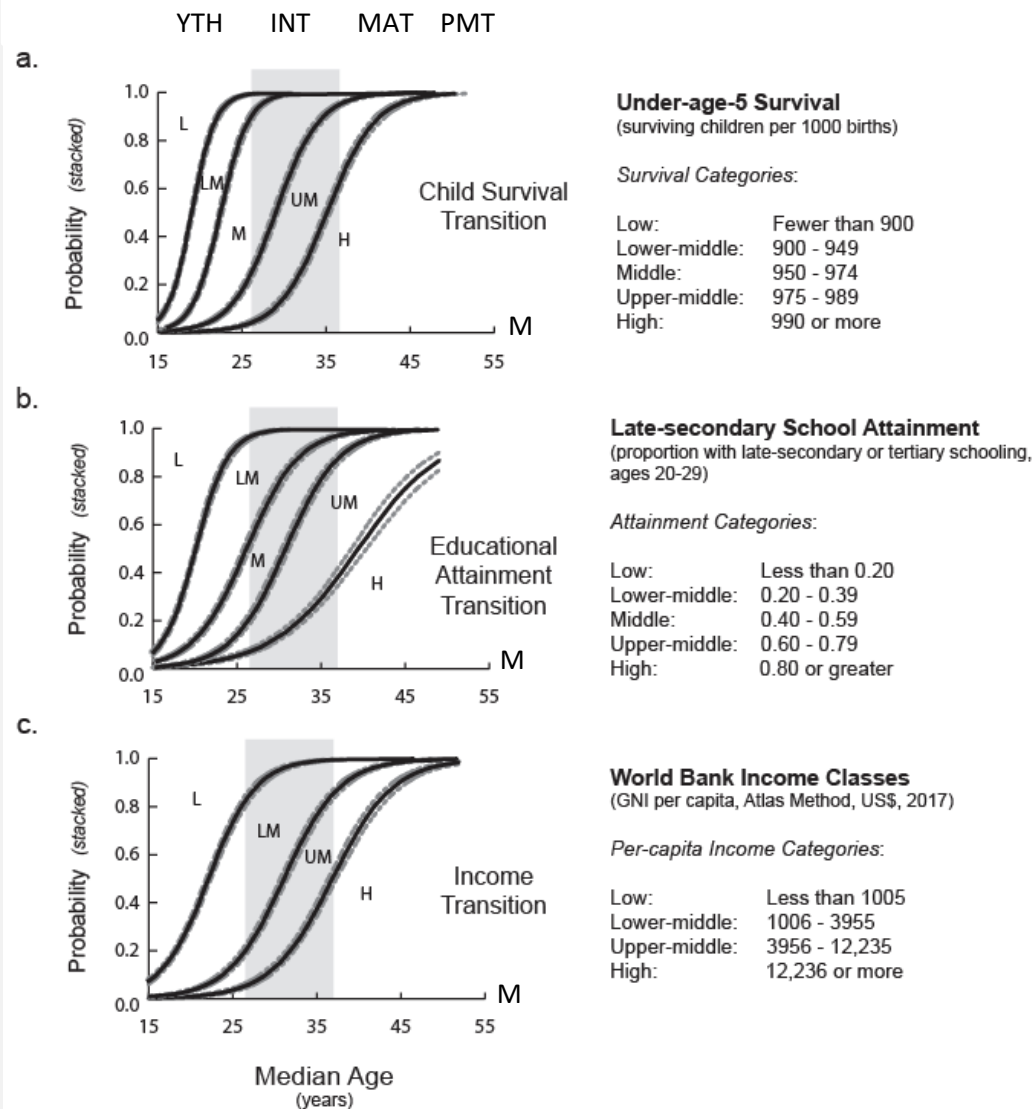 YTH INT MAT PMT
a.
Probability (stacked)
1.0
0.8
0.6
0.4
0.2
0.0
L
LM
M
UM
H
15 25 35 45 55
M
Child Survival
Transition
Under-age-5 Survival
(surviving children per 1000 births)
Survival Categories:
Low: Fewer than 900
Lower-middle: 900 - 949
Middle: 950 - 974
Upper-middle: 975 - 989
High: 990 or more
b.
Probability (stacked)
1.0
0.8
0.6
0.4
0.2
0.0
L
LM
M
UM
H
15 25 35 45 55
M
Educational
Attainment
Transition
Late-secondary School Attainment
(proportion with late-secondary or tertiary schooling,
ages 20-29)
Attainment Categories:
Low: Less than 0.20
Lower-middle: 0.20 - 0.39
Middle: 0.40 - 0.59
Upper-middle: 0.60 - 0.79
High: 0.80 or greater
c.
Probability (stacked)
1.0
0.8
0.6
0.4
0.2
0.0
L
LM
UM
H
15 25 35 45 55
M
Income
Transition
World Bank Income Classes
(GNI per capita, Atlas Method, US$, 2017)
Per-capita Income Categories:
Low: Less than 1005
Lower-middle: 1006 - 3955
Upper-middle: 3956 - 12,235
High: 12,236 or more
Median Age
(years)